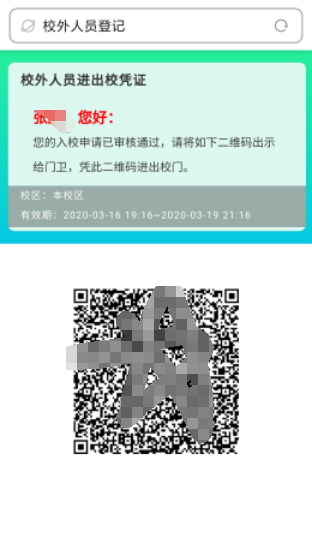 校外人员登记
校外人员进出校凭证
张 您好：
您的入校申请已审核通过，请将如下二维码出示
给门卫，凭此二维码进出校门。
校区：本校区
有效期：2020-03-16 19:16~2020-03-19 21:16